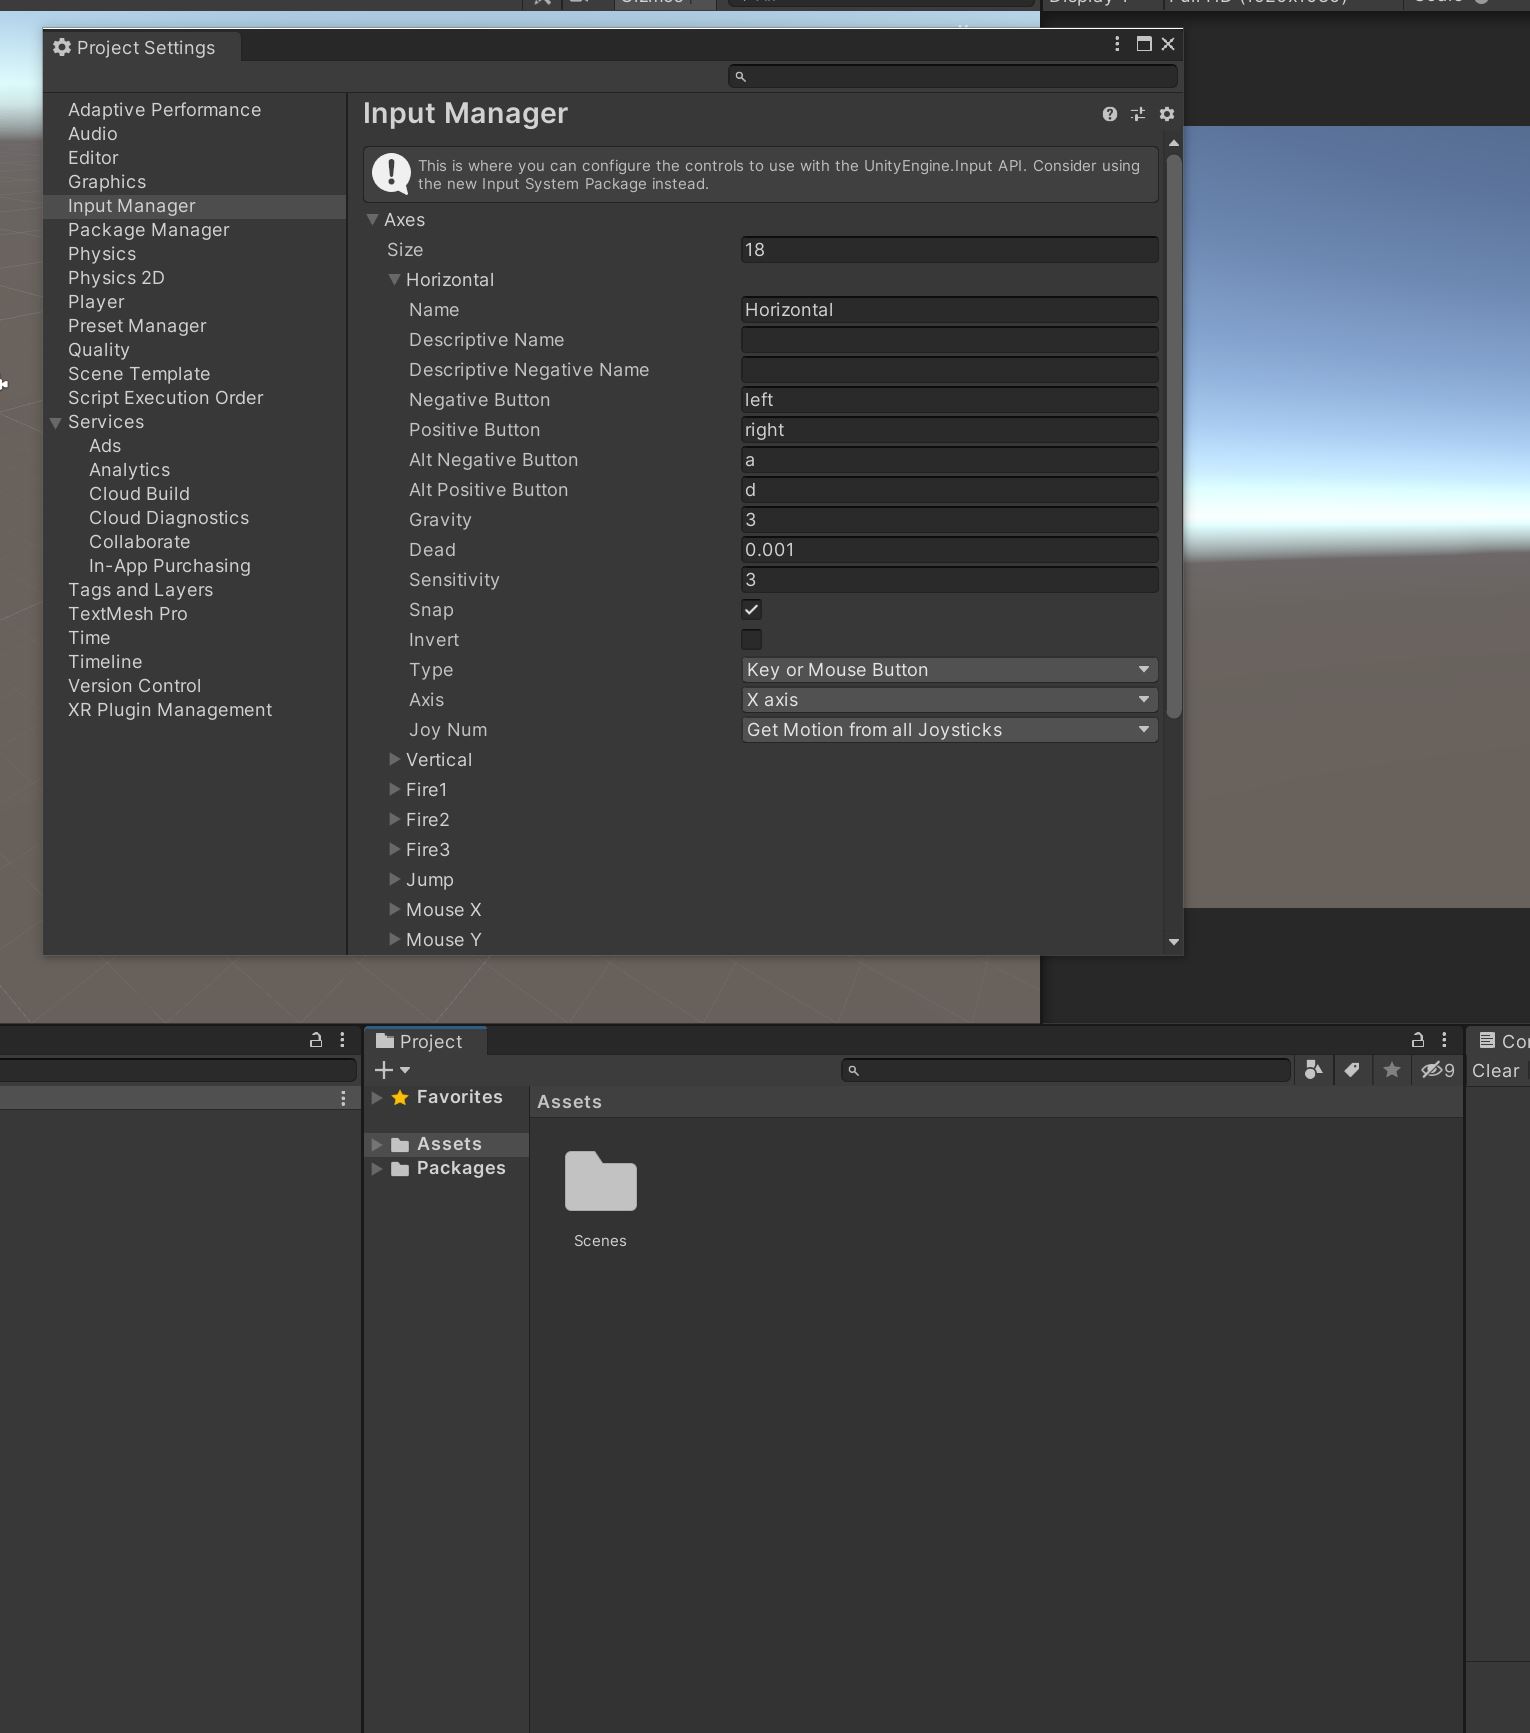 Project Settings
Adaptive Performance
Audio
Editor
Graphics
Input Manager
Package Manager
Physics
Physics 2D
Player
Preset Manager
Quality
Scene Template
Script Execution Order
Services
Ads
Analytics
Cloud Build
Cloud Diagnostics
Collaborate
In-App Purchasing
Tags and Layers
TextMesh Pro
Time
Timeline
Version Control
XR Plugin Management
Input Manager
This is where you can configure the controls to use with the UnityEngine.Input API. Consider using
the new Input System Package instead.
Axes
Size 18
Horizontal
Name Horizontal
Descriptive Name
Descriptive Negative Name
Negative Button left
Positive Button right
Alt Negative Button a
Alt Positive Button d
Gravity 3
Dead 0.001
Sensitivity 3
Snap
Invert
Type Key or Mouse Button
Axis X axis
Joy Num Get Motion from all Joysticks
Vertical
Fire1
Fire2
Fire3
Jump
Mouse X
Mouse Y
Project
9
Favorites
Assets
Packages
Assets
Scenes
Clear